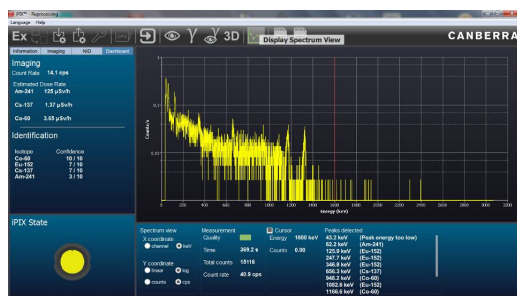 iPIX™ - Reprocessing
Language Help
Ex 3D Display Spectrum View CANBERRA
Information Imaging NID Dashboard
Imaging
Count Rate 14.1 cps
Estimated Dose Rate
Am-241 125 µSv/h
Cs-137 1.37 µSv/h
Co-60 3.65 µSv/h
Identification
Isotope Confidence
Co-60 10 / 10
Eu-152 7 / 10
Cs-137 7 / 10
Am-241 3 / 10
iPIX State
Counts/s
1
0.1
0.01
0 200 400 600 800 1000 1200 1400 1600 1800 2000 2200 2400 2600 2800 3000
Energy (keV)
Spectrum view
X coordinate
channel keV
Y coordinate
linear log
counts cps
Measurement
Quality
Time 369.2 s
Total counts 15116
Count rate 40.9 cps
Cursor
Energy 1600 keV
Counts 0.00
Peaks detected
43.2 keV (Peak energy too low)
62.2 keV (Am-241)
125.9 keV (Eu-152)
247.7 keV (Eu-152)
346.8 keV (Eu-152)
656.3 keV (Cs-137)
948.2 keV (Co-60)
1082.6 keV (Eu-152)
1166.6 keV (Co-60)